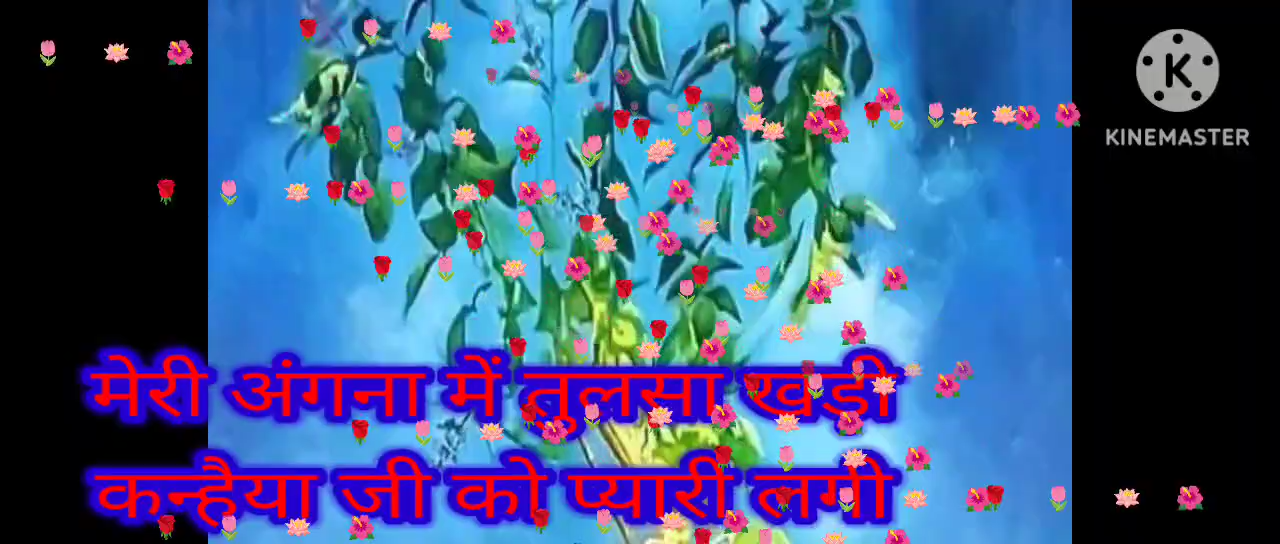 K
KINEMASTER
मेरी अंगना में तुलसा खड़ी
कन्हैया जी को प्यारी लगी